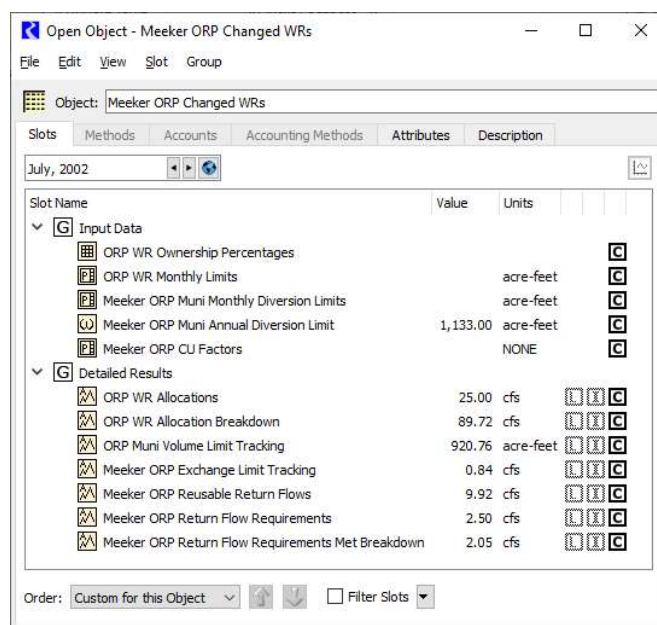 Open Object - Meeker ORP Changed WRs
File Edit View Slot Group
Object: Meeker ORP Changed WRs
Slots Methods Accounts Accounting Methods Attributes Description
July, 2002
Slot Name Value Units
G Input Data
ORP WR Ownership Percentages C
ORP WR Monthly Limits acre-feet C
Meeker ORP Muni Monthly Diversion Limits acre-feet C
Meeker ORP Muni Annual Diversion Limit 1,133.00 acre-feet C
Meeker ORP CU Factors NONE C
G Detailed Results
ORP WR Allocations 25.00 cfs L I C
ORP WR Allocation Breakdown 89.72 cfs L I C
ORP Muni Volume Limit Tracking 920.76 acre-feet L I C
Meeker ORP Exchange Limit Tracking 0.84 cfs L I C
Meeker ORP Reusable Return Flows 9.92 cfs L I C
Meeker ORP Return Flow Requirements 2.50 cfs L I C
Meeker ORP Return Flow Requirements Met Breakdown 2.05 cfs L I C
Order: Custom for this Object Filter Slots